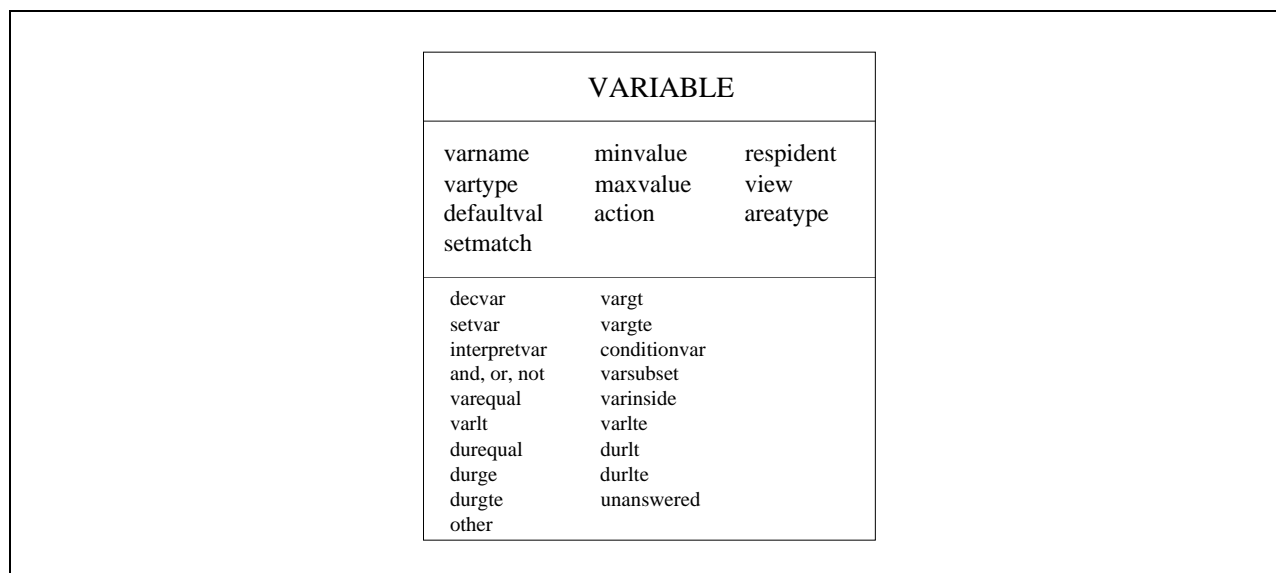 VARIABLE
varname minvalue respident
vartype maxvalue view
defaultval action areatype
setmatch
decvar vargt
setvar vargte
interpretvar conditionvar
and, or, not varsubset
varequal varinside
varlt varlte
durequal durlt
durge durlte
durgte unanswered
other